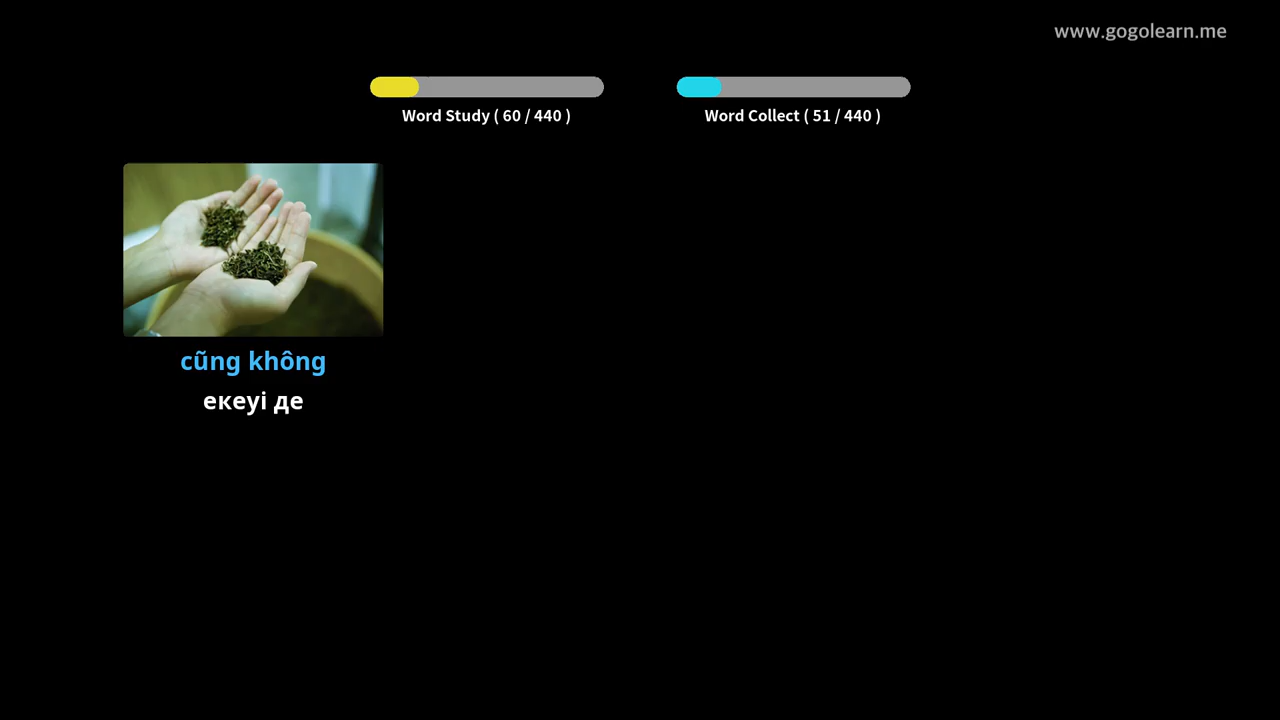 www.gogolearn.me
Word Study ( 60 / 440 )
Word Collect ( 51 / 440 )
cũng không
екеуі де